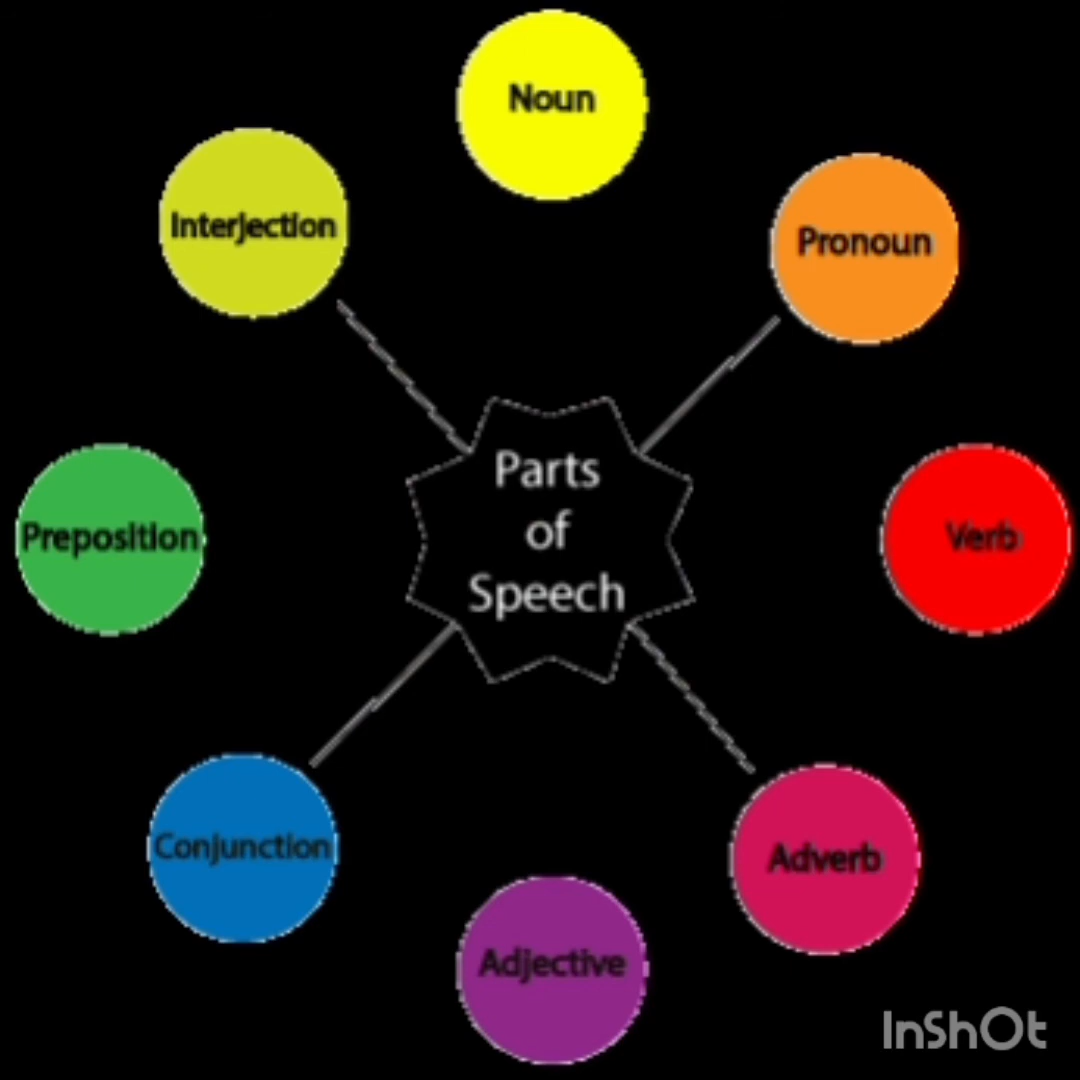 Noun
Interjection
Pronoun
Parts
of
Speech
Preposition
Verb
Conjunction
Adverb
Adjective
InShOt